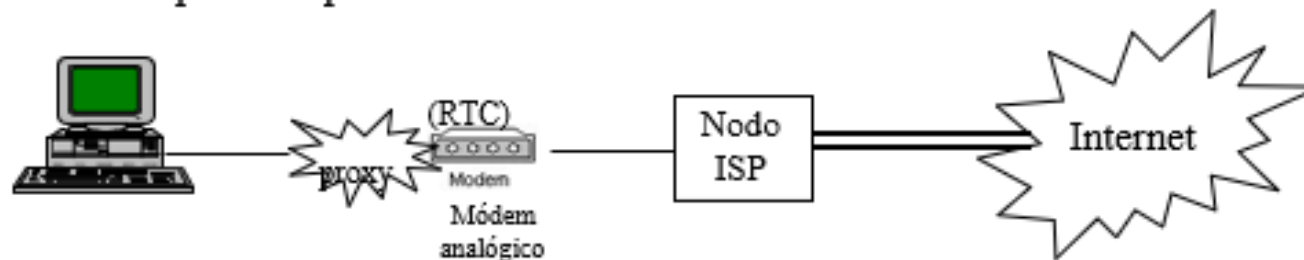 (RTC)
proxy
Modem
Módem
analógico
Nodo
ISP
Internet